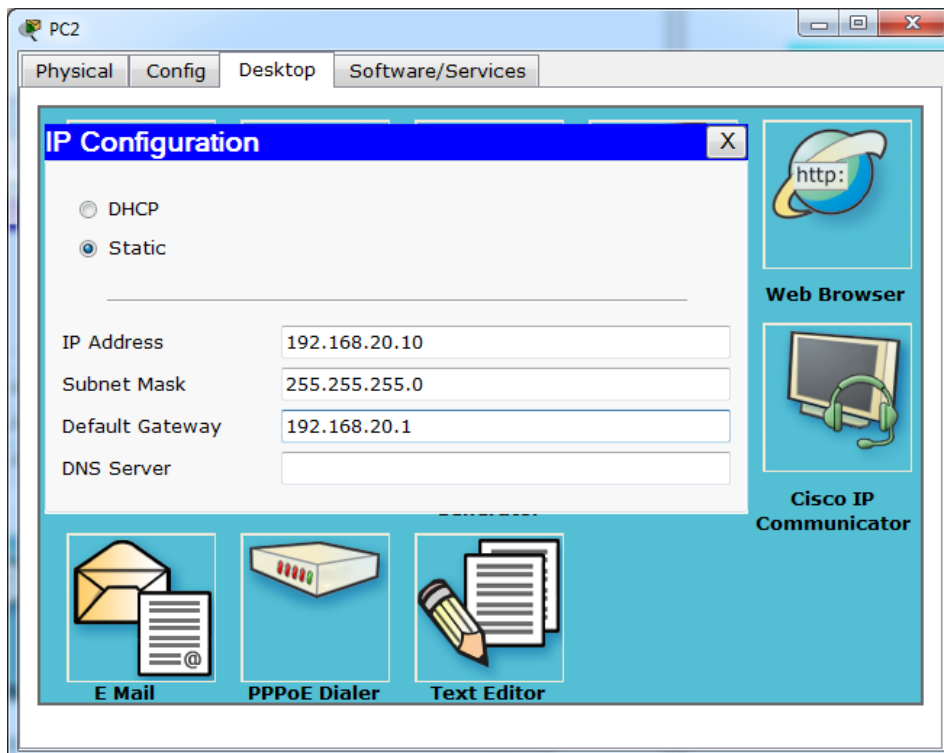 PC2
Physical Config Desktop Software/Services
IP Configuration X
http:
DHCP
Static
Web Browser
IP Address 192.168.20.10
Subnet Mask 255.255.255.0
Default Gateway 192.168.20.1
DNS Server
Cisco IP
Communicator
@
E Mail PPPoE Dialer Text Editor